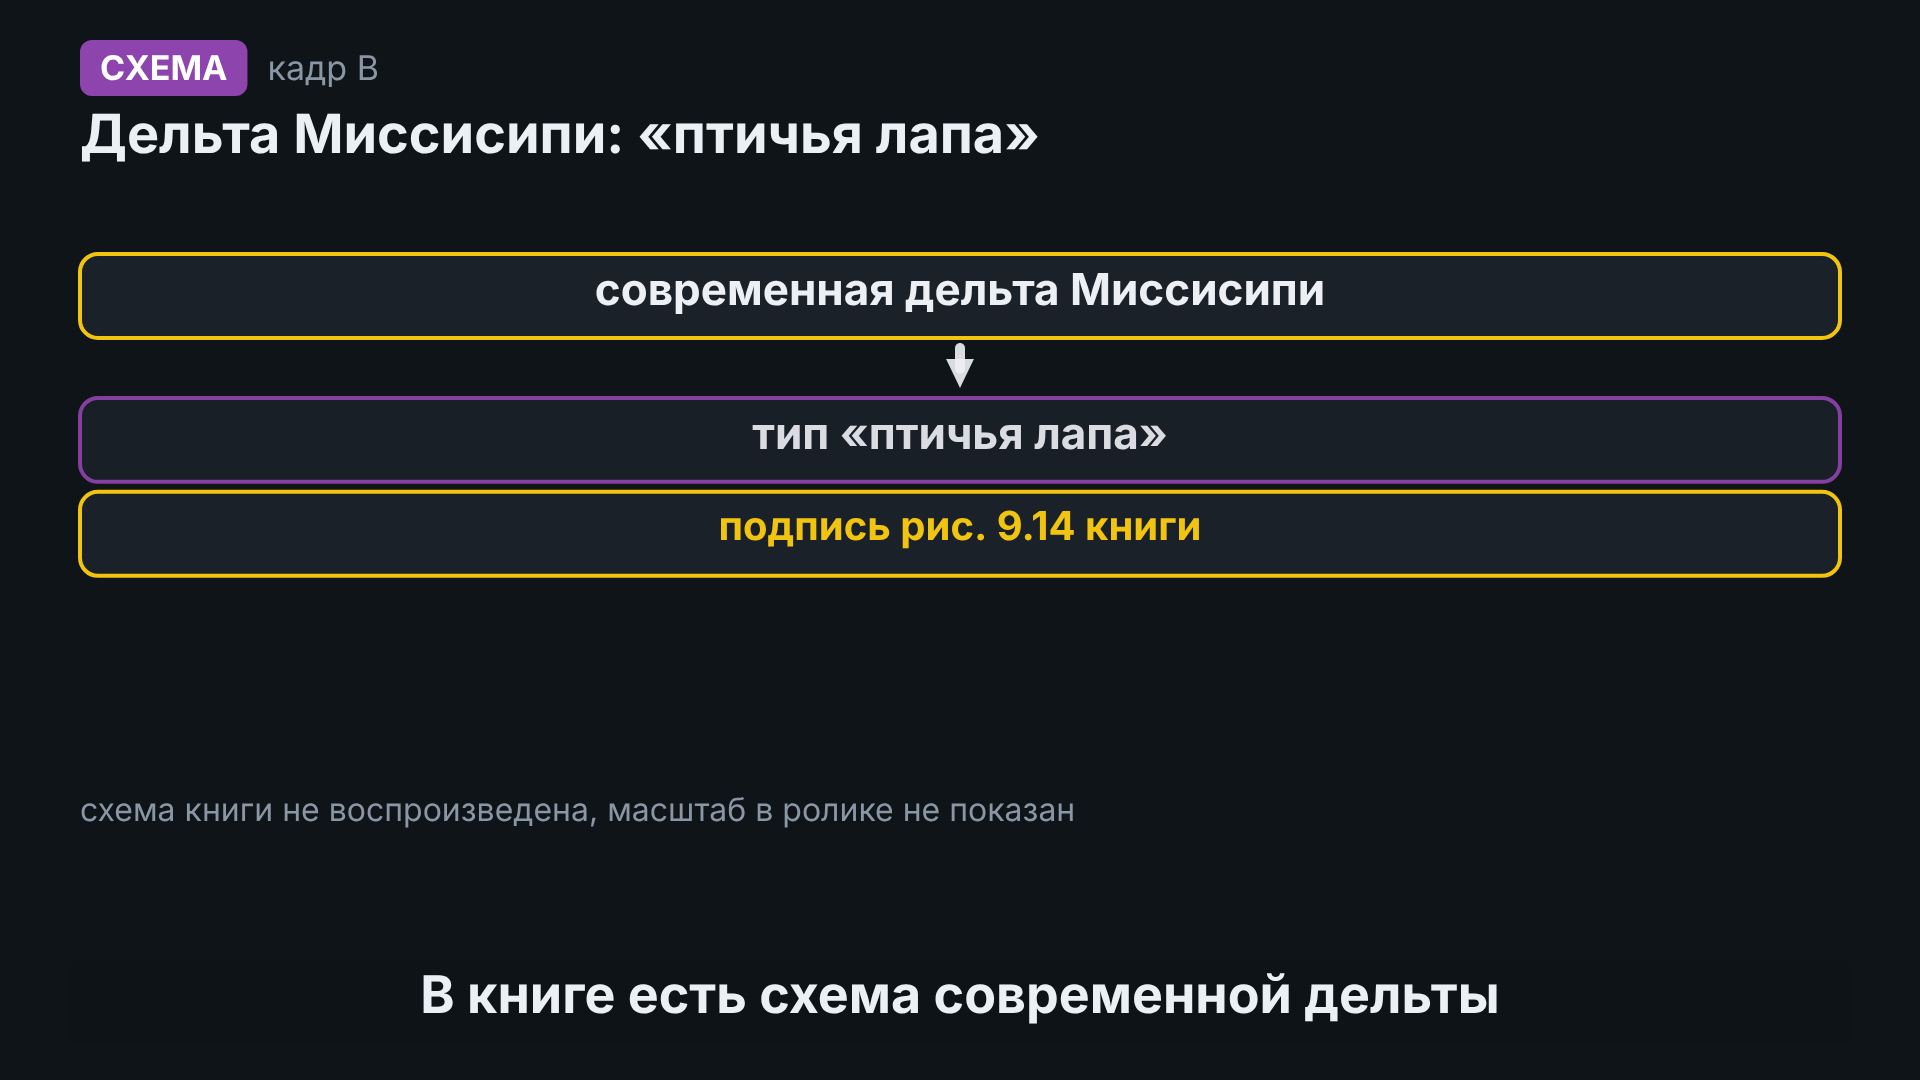 СХЕМА кадр В
Дельта Миссисипи: «птичья лапа»
современная дельта Миссисипи
тип «птичья лапа»
подпись рис. 9.14 книги
схема книги не воспроизведена, масштаб в ролике не показан
В книге есть схема современной дельты